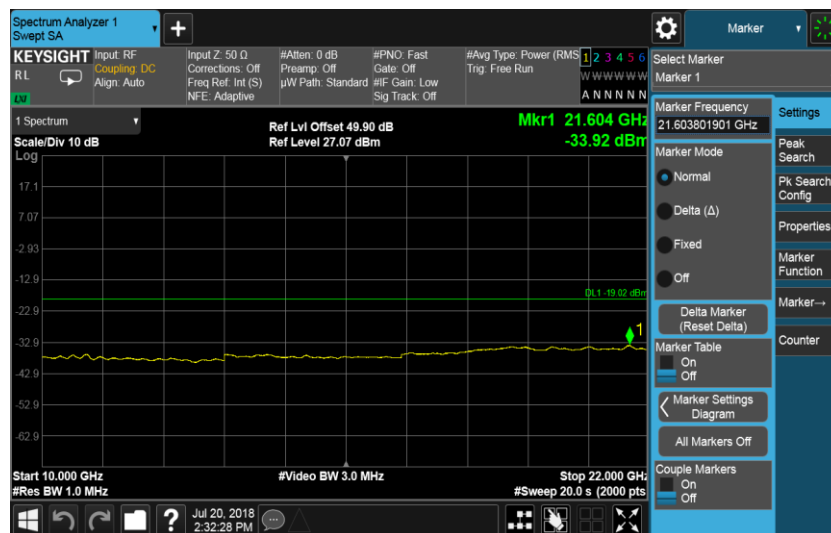 Spectrum Analyzer 1
Swept SA
Marker
KEYSIGHT
RL
Input: RF
Coupling: DC
Align: Auto
Input Z: 50 Ω
Corrections: Off
Freq Ref: Int (S)
NFE: Adaptive
#Atten: 0 dB
Preamp: Off
µW Path: Standard
#PNO: Fast
Gate: Off
#IF Gain: Low
Sig Track: Off
#Avg Type: Power (RMS
Trig: Free Run
1 2 3 4 5 6
W W W W W W
A N N N N N
Select Marker
Marker 1
1 Spectrum
Scale/Div 10 dB
Log
Ref Lvl Offset 49.90 dB
Ref Level 27.07 dBm
Mkr1 21.604 GHz
-33.92 dBm
17.1
7.07
-2.93
-12.9
-22.9
-32.9
-42.9
-52.9
-62.9
DL1 -19.02 dBm
1
Start 10.000 GHz
#Res BW 1.0 MHz
#Video BW 3.0 MHz
Stop 22.000 GHz
#Sweep 20.0 s (2000 pts
Marker Frequency
21.603801901 GHz
Marker Mode
Normal
Delta (Δ)
Fixed
Off
Delta Marker
(Reset Delta)
Marker Table
On
Off
Marker Settings
Diagram
All Markers Off
Couple Markers
On
Off
Settings
Peak
Search
Pk Search
Config
Properties
Marker
Function
Marker→
Counter
?
Jul 20, 2018
2:32:28 PM